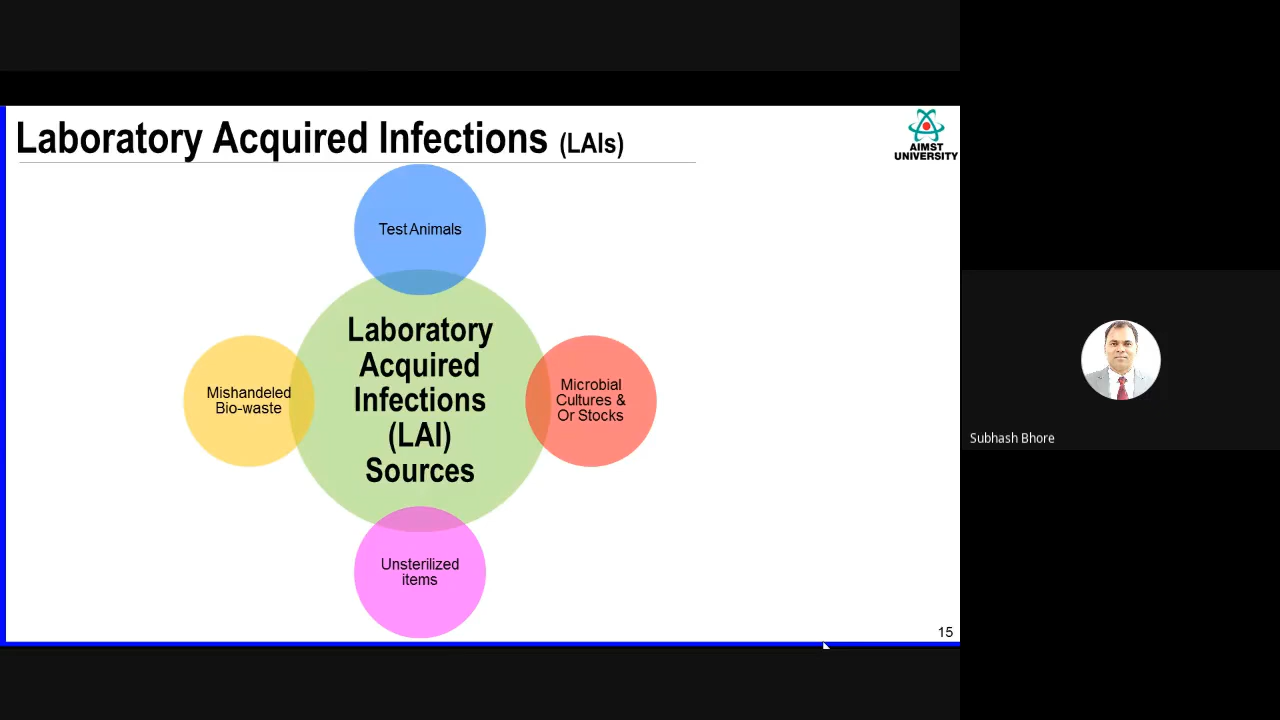 Laboratory Acquired Infections (LAIs)
AIMST
UNIVERSITY
Test Animals
Laboratory
Acquired
Infections
(LAI)
Sources
Mishandeled
Bio-waste
Microbial
Cultures &
Or Stocks
Unsterilized
items
15
Subhash Bhore